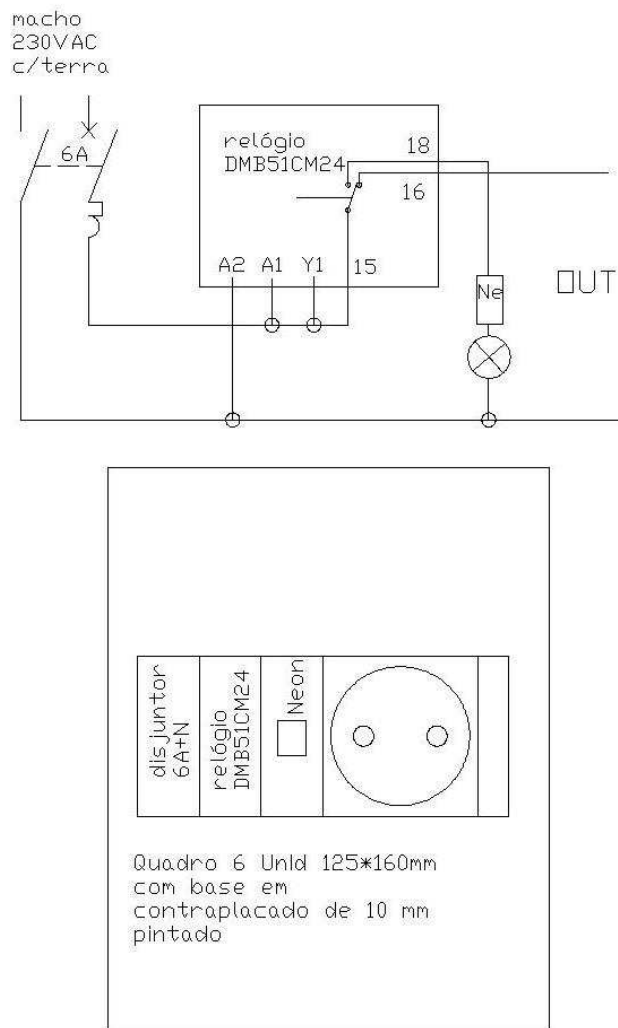 macho
230VAC
c/terra
6A
relógio
DMB51CM24
18
16
A2 A1 Y1 15
Ne
OUT
disjuntor
6A+N
relógio
DMB51CM24
Neon
Quadro 6 UnId 125*160mm
com base em
contraplacado de 10 mm
pintado